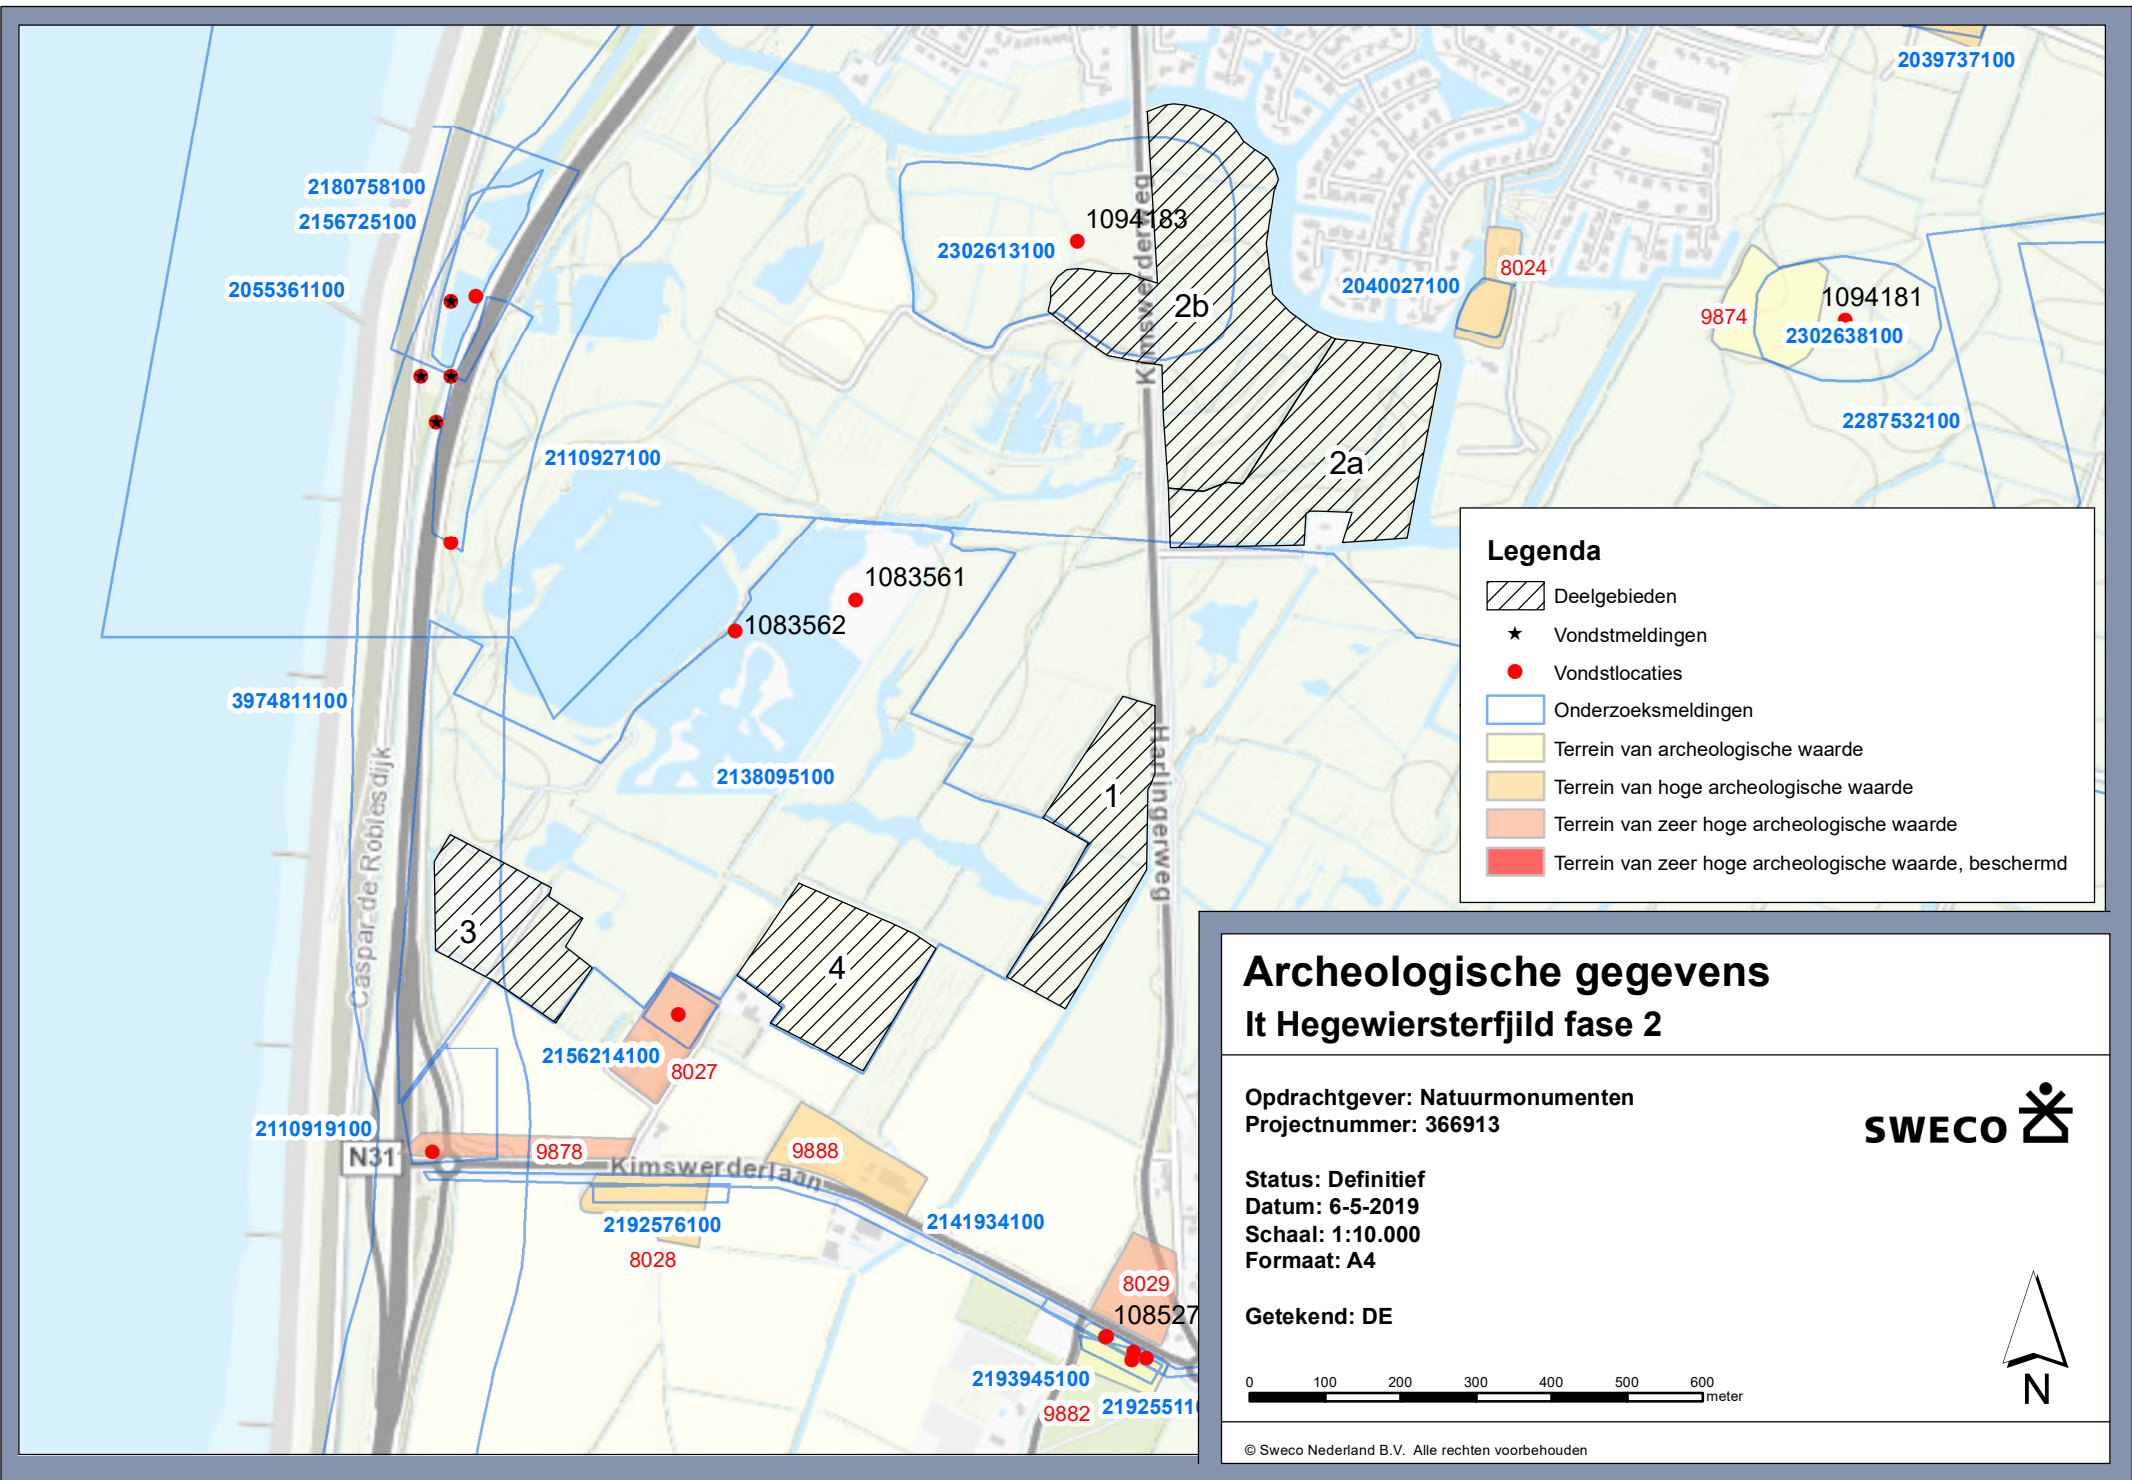 2039737100
2180758100
2156725100
2055361100
1094183
2302613100
Kimswerderweg
2b
2040027100
8024
9874
1094181
2302638100
2287532100
2110927100
2a
1083561
1083562
3974811100
2138095100
Caspar de Roblesdijk
Harlingerweg
1
3
4
2156214100
8027
2110919100
N31
9878
Kimswerderlaan
9888
2192576100
8028
2141934100
8029
108527
2193945100
9882
21925511
Legenda
Deelgebieden
Vondstmeldingen
Vondstlocaties
Onderzoeksmeldingen
Terrein van archeologische waarde
Terrein van hoge archeologische waarde
Terrein van zeer hoge archeologische waarde
Terrein van zeer hoge archeologische waarde, beschermd
Archeologische gegevens
It Hegewiersterfjild fase 2
Opdrachtgever: Natuurmonumenten
Projectnummer: 366913
SWECO
Status: Definitief
Datum: 6-5-2019
Schaal: 1:10.000
Formaat: A4
Getekend: DE
0 100 200 300 400 500 600
meter
N
© Sweco Nederland B.V. Alle rechten voorbehouden